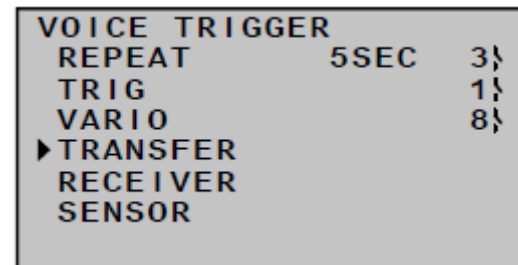 VOICE TRIGGER
REPEAT 5SEC 3
TRIG 1
VARIO 8
▶TRANSFER
RECEIVER
SENSOR